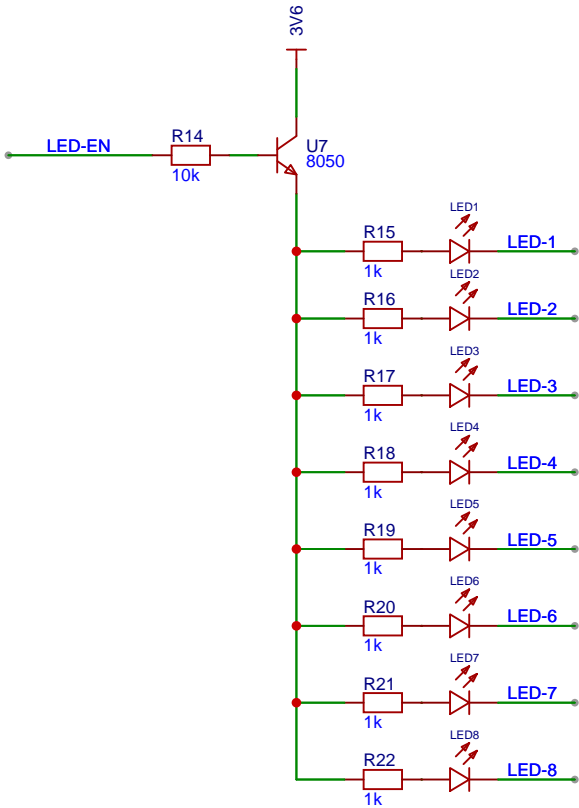 3V6
LED-EN
R14
10k
U7
8050
LED1
R15
1k
LED-1
LED2
R16
1k
LED-2
LED3
R17
1k
LED-3
LED4
R18
1k
LED-4
LED5
R19
1k
LED-5
LED6
R20
1k
LED-6
LED7
R21
1k
LED-7
LED8
R22
1k
LED-8